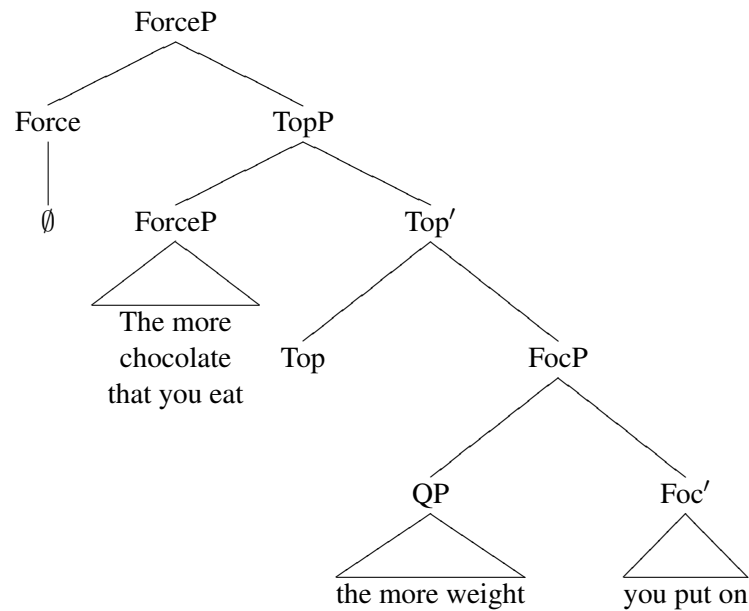 ForceP
Force TopP
∅ ForceP Top′
The more
chocolate
that you eat
Top FocP
QP Foc′
the more weight you put on